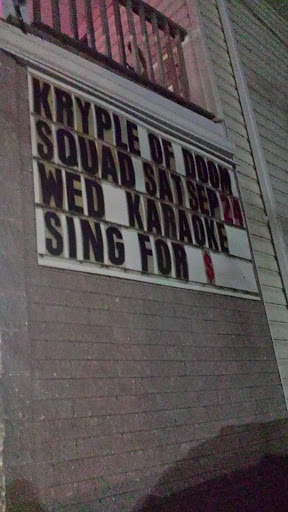 KRYPLE OF DOOM
SQUAD SAT SEP 24
WED KARAOKE
SING FOR $